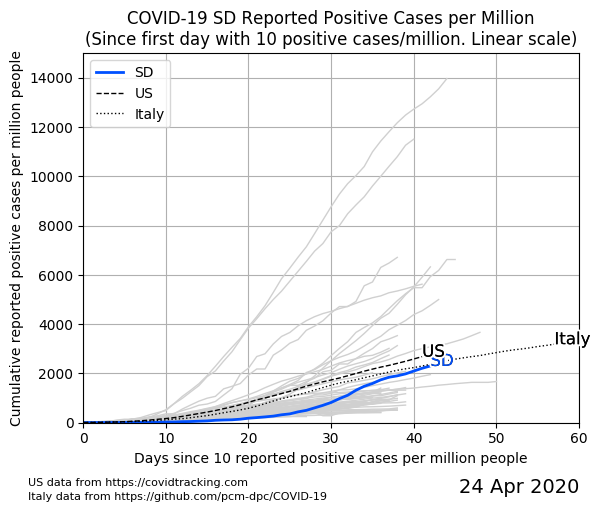 COVID-19 SD Reported Positive Cases per Million
(Since first day with 10 positive cases/million. Linear scale)
Cumulative reported positive cases per million people
14000
12000
10000
8000
6000
4000
2000
0
SD
US
Italy
US
SD
Italy
0 10 20 30 40 50 60
Days since 10 reported positive cases per million people
US data from https://covidtracking.com
Italy data from https://github.com/pcm-dpc/COVID-19
24 Apr 2020